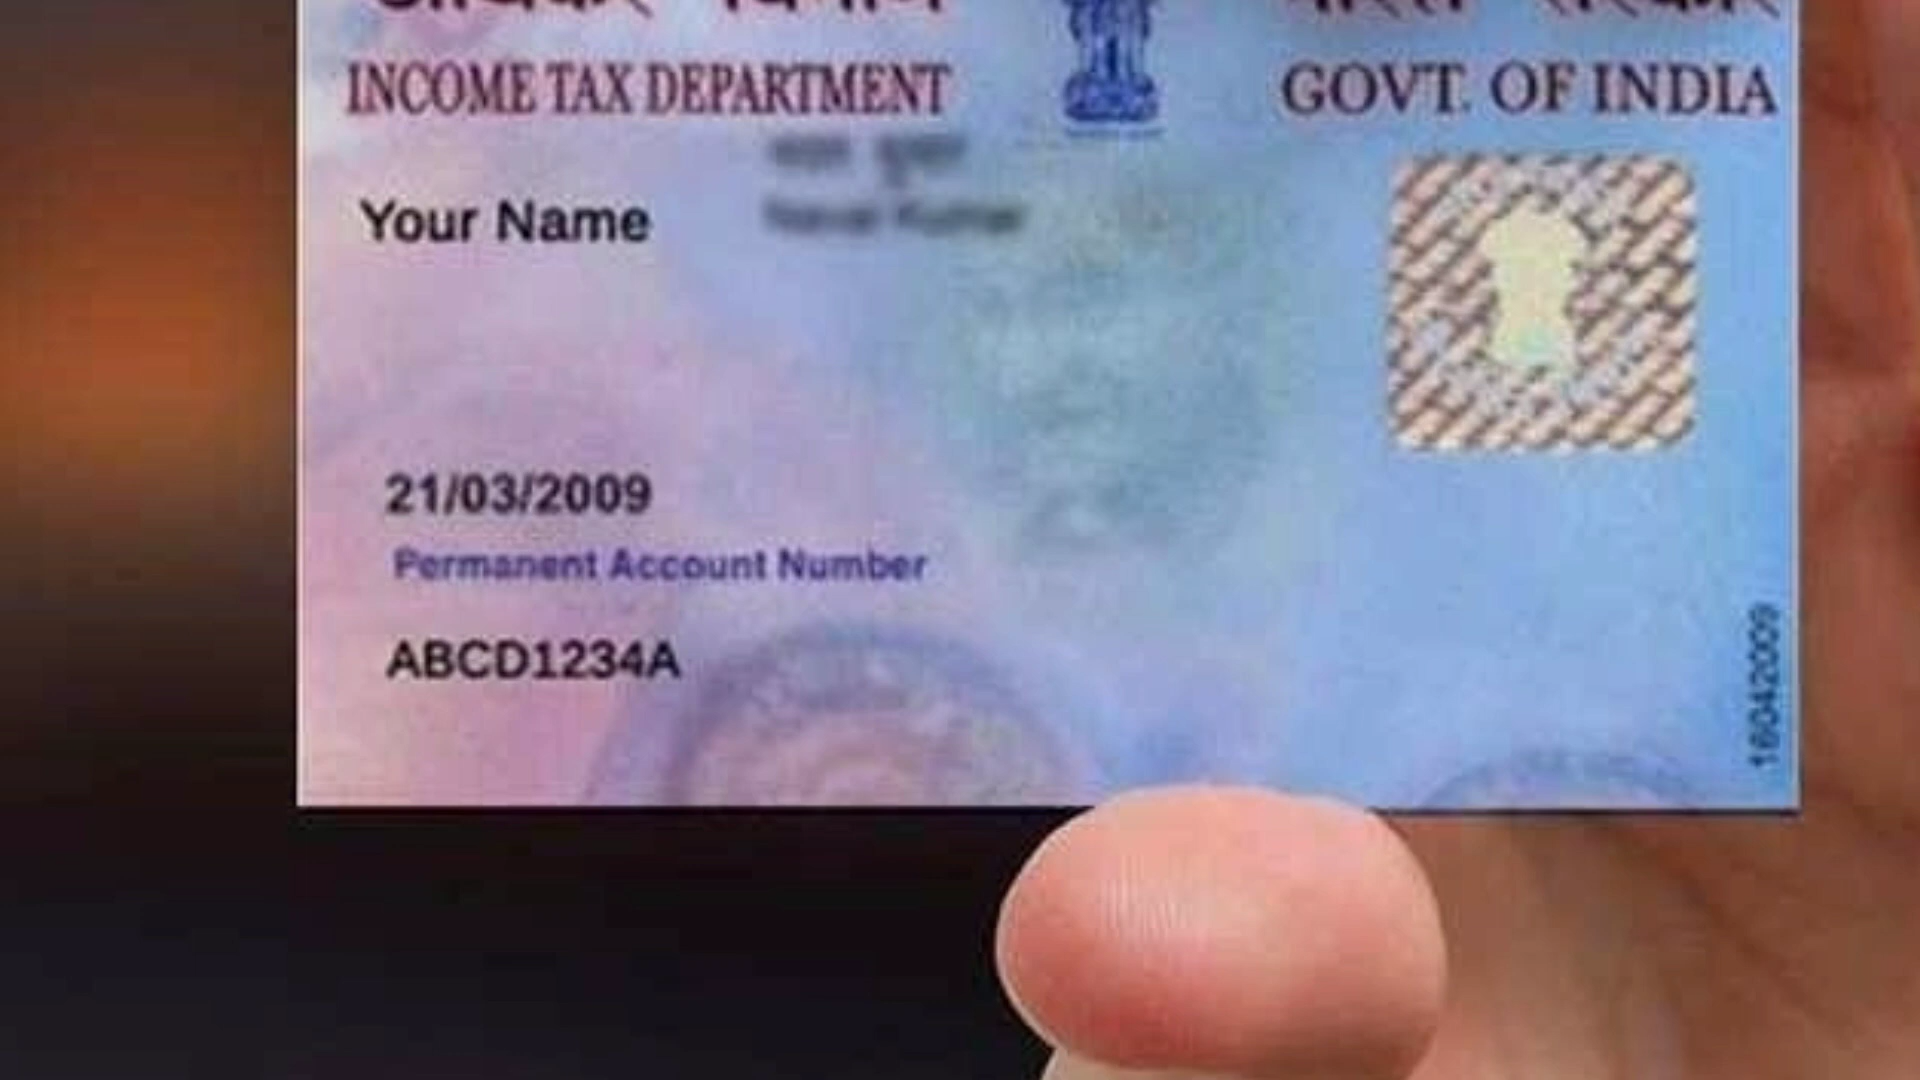 INCOME TAX DEPARTMENT
GOVT. OF INDIA
Your Name
21/03/2009
Permanent Account Number
ABCD1234A
16042009